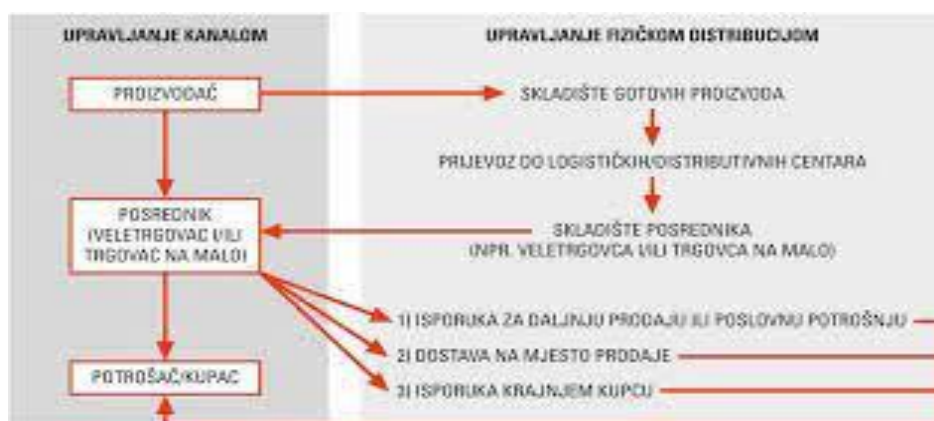 UPRAVLJANJE KANALOM
PROIZVOĐAČ
POSREDNIK
(VELETRGOVAC I/ILI
TRGOVAC NA MALO)
POTROŠAČ/KUPAC
UPRAVLJANJE FIZIČKOM DISTRIBUCIJOM
SKLADIŠTE GOTOVIH PROIZVODA
PRIJEVOZ DO LOGISTIČKIH/DISTRIBUTIVNIH CENTARA
SKLADIŠTE POSREDNIKA
(NPR. VELETRGOVCA I/ILI TRGOVCA NA MALO)
1) ISPORUKA ZA DALJNJU PRODAJU ILI POSLOVNU POTROŠNJU
2) DOSTAVA NA MJESTO PRODAJE
3) ISPORUKA KRAJNJEM KUPCU